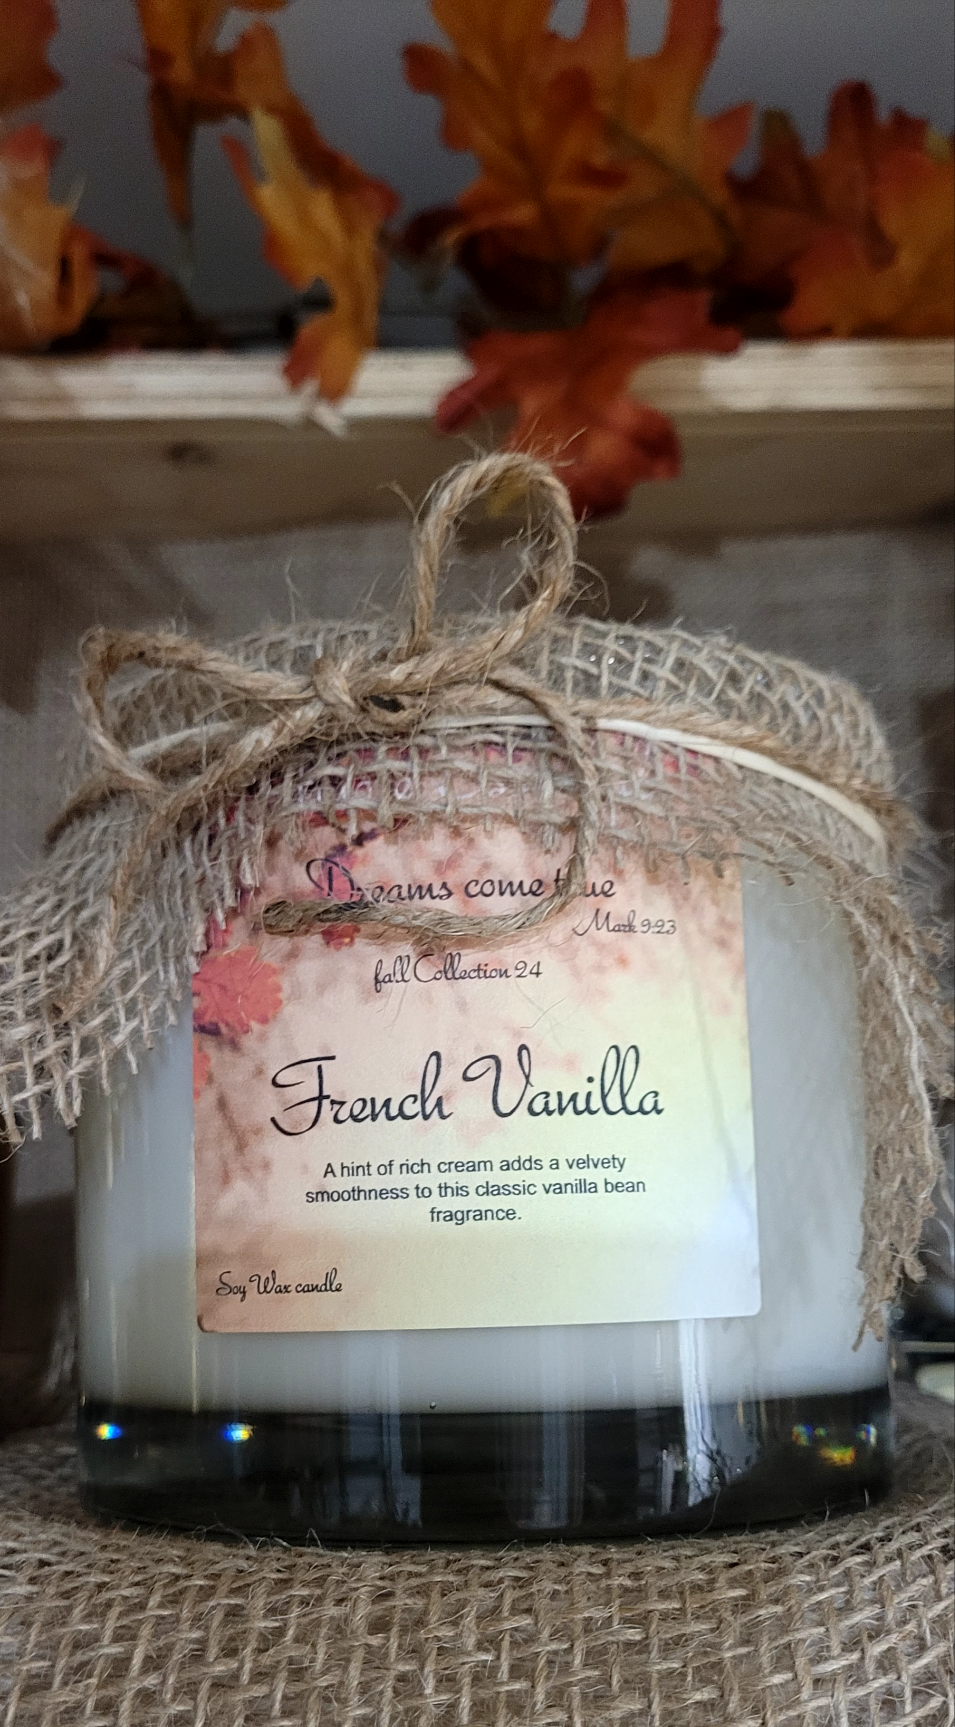 Dreams come true
Mark 9:23
fall Collection 24
French Vanilla
A hint of rich cream adds a velvety
smoothness to this classic vanilla bean
fragrance.
Soy Wax candle